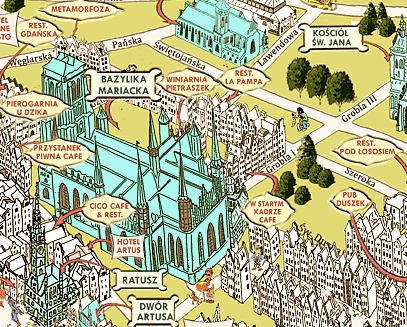 METAMORFOZA
REST.
GDAŃSKA
Węglarska
Pańska
Świętojańska
Lawendowa
KOŚCIÓŁ
ŚW. JANA
BAZYLIKA
MARIACKA
WINIARNIA
PIETRASZEK
REST.
LA PAMPA
Grobla III
PIEROGARNIA
U DZIKA
PRZYSTANEK
PIWNA CAFE
Grobla I
REST.
POD ŁOSOSIEM
Szeroka
CICO CAFE
& REST.
W STARYM
KADRZE
CAFE
PUB
DUSZEK
HOTEL
ARTUS
RATUSZ
DWÓR
ARTUSA